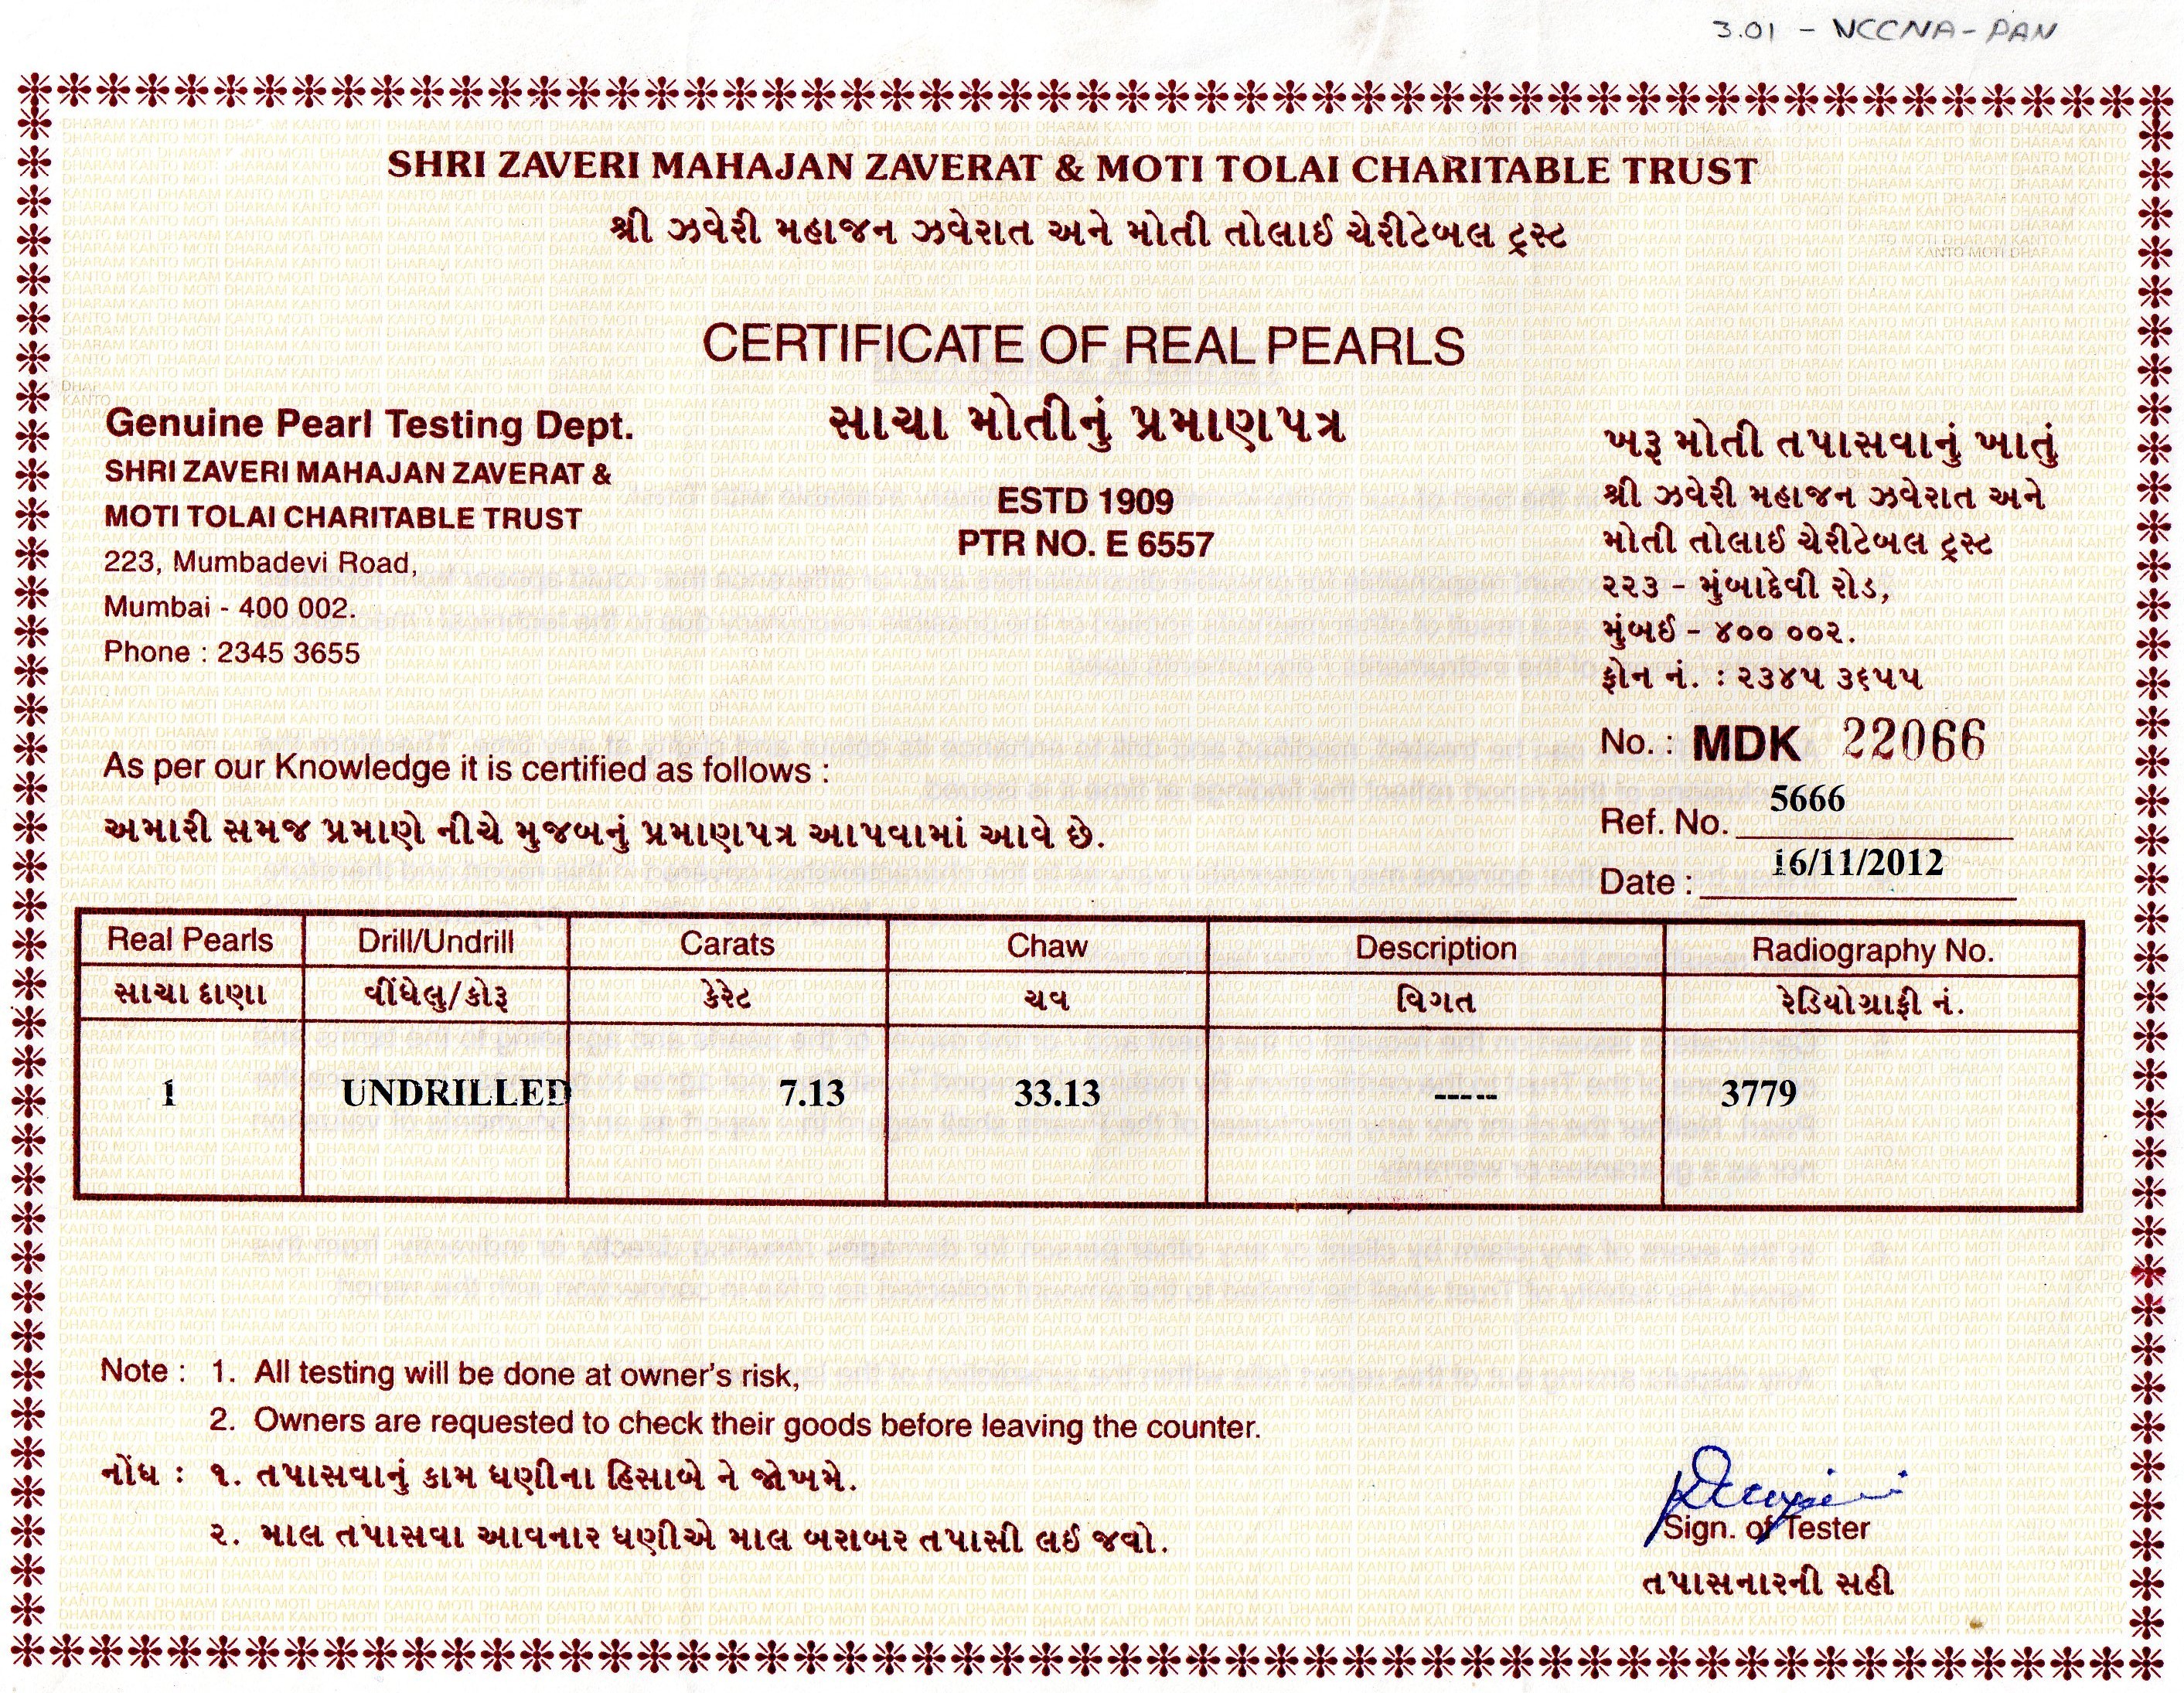 3.01 - NCCNA-PAN
SHRI ZAVERI MAHAJAN ZAVERAT & MOTI TOLAI CHARITABLE TRUST
શ્રી ઝવેરી મહાજન ઝવેરાત અને મોતી તોલાઈ ચેરીટેબલ ટ્રસ્ટ
CERTIFICATE OF REAL PEARLS
સાચા મોતીનું પ્રમાણપત્ર
ESTD 1909
PTR NO. E 6557
Genuine Pearl Testing Dept.
SHRI ZAVERI MAHAJAN ZAVERAT &
MOTI TOLAI CHARITABLE TRUST
223, Mumbadevi Road,
Mumbai - 400 002.
Phone : 2345 3655
ખરૂ મોતી તપાસવાનું ખાતું
શ્રી ઝવેરી મહાજન ઝવેરાત અને
મોતી તોલાઈ ચેરીટેબલ ટ્રસ્ટ
૨૨૩ - મુંબાદેવી રોડ,
મુંબઈ - ૪૦૦ ૦૦૨.
ફોન નં. : ૨૩૪૫ ૩૬૫૫
No. : MDK 22066
Ref. No. 5666
Date : 16/11/2012
As per our Knowledge it is certified as follows :
અમારી સમજ પ્રમાણે નીચે મુજબનું પ્રમાણપત્ર આપવામાં આવે છે.
Real Pearls Drill/Undrill Carats Chaw Description Radiography No.
સાચા દાણા વીંધેલુ/કોરૂ કેરેટ ચવ વિગત રેડિયોગ્રાફી નં.
1 UNDRILLED 7.13 33.13 ----- 3779
Note : 1. All testing will be done at owner's risk,
2. Owners are requested to check their goods before leaving the counter.
નોંધ : ૧. તપાસવાનું કામ ધણીના હિસાબે ને જોખમે.
૨. માલ તપાસવા આવનાર ધણીએ માલ બરાબર તપાસી લઈ જવો.
Sign. of Tester
તપાસનારની સહી